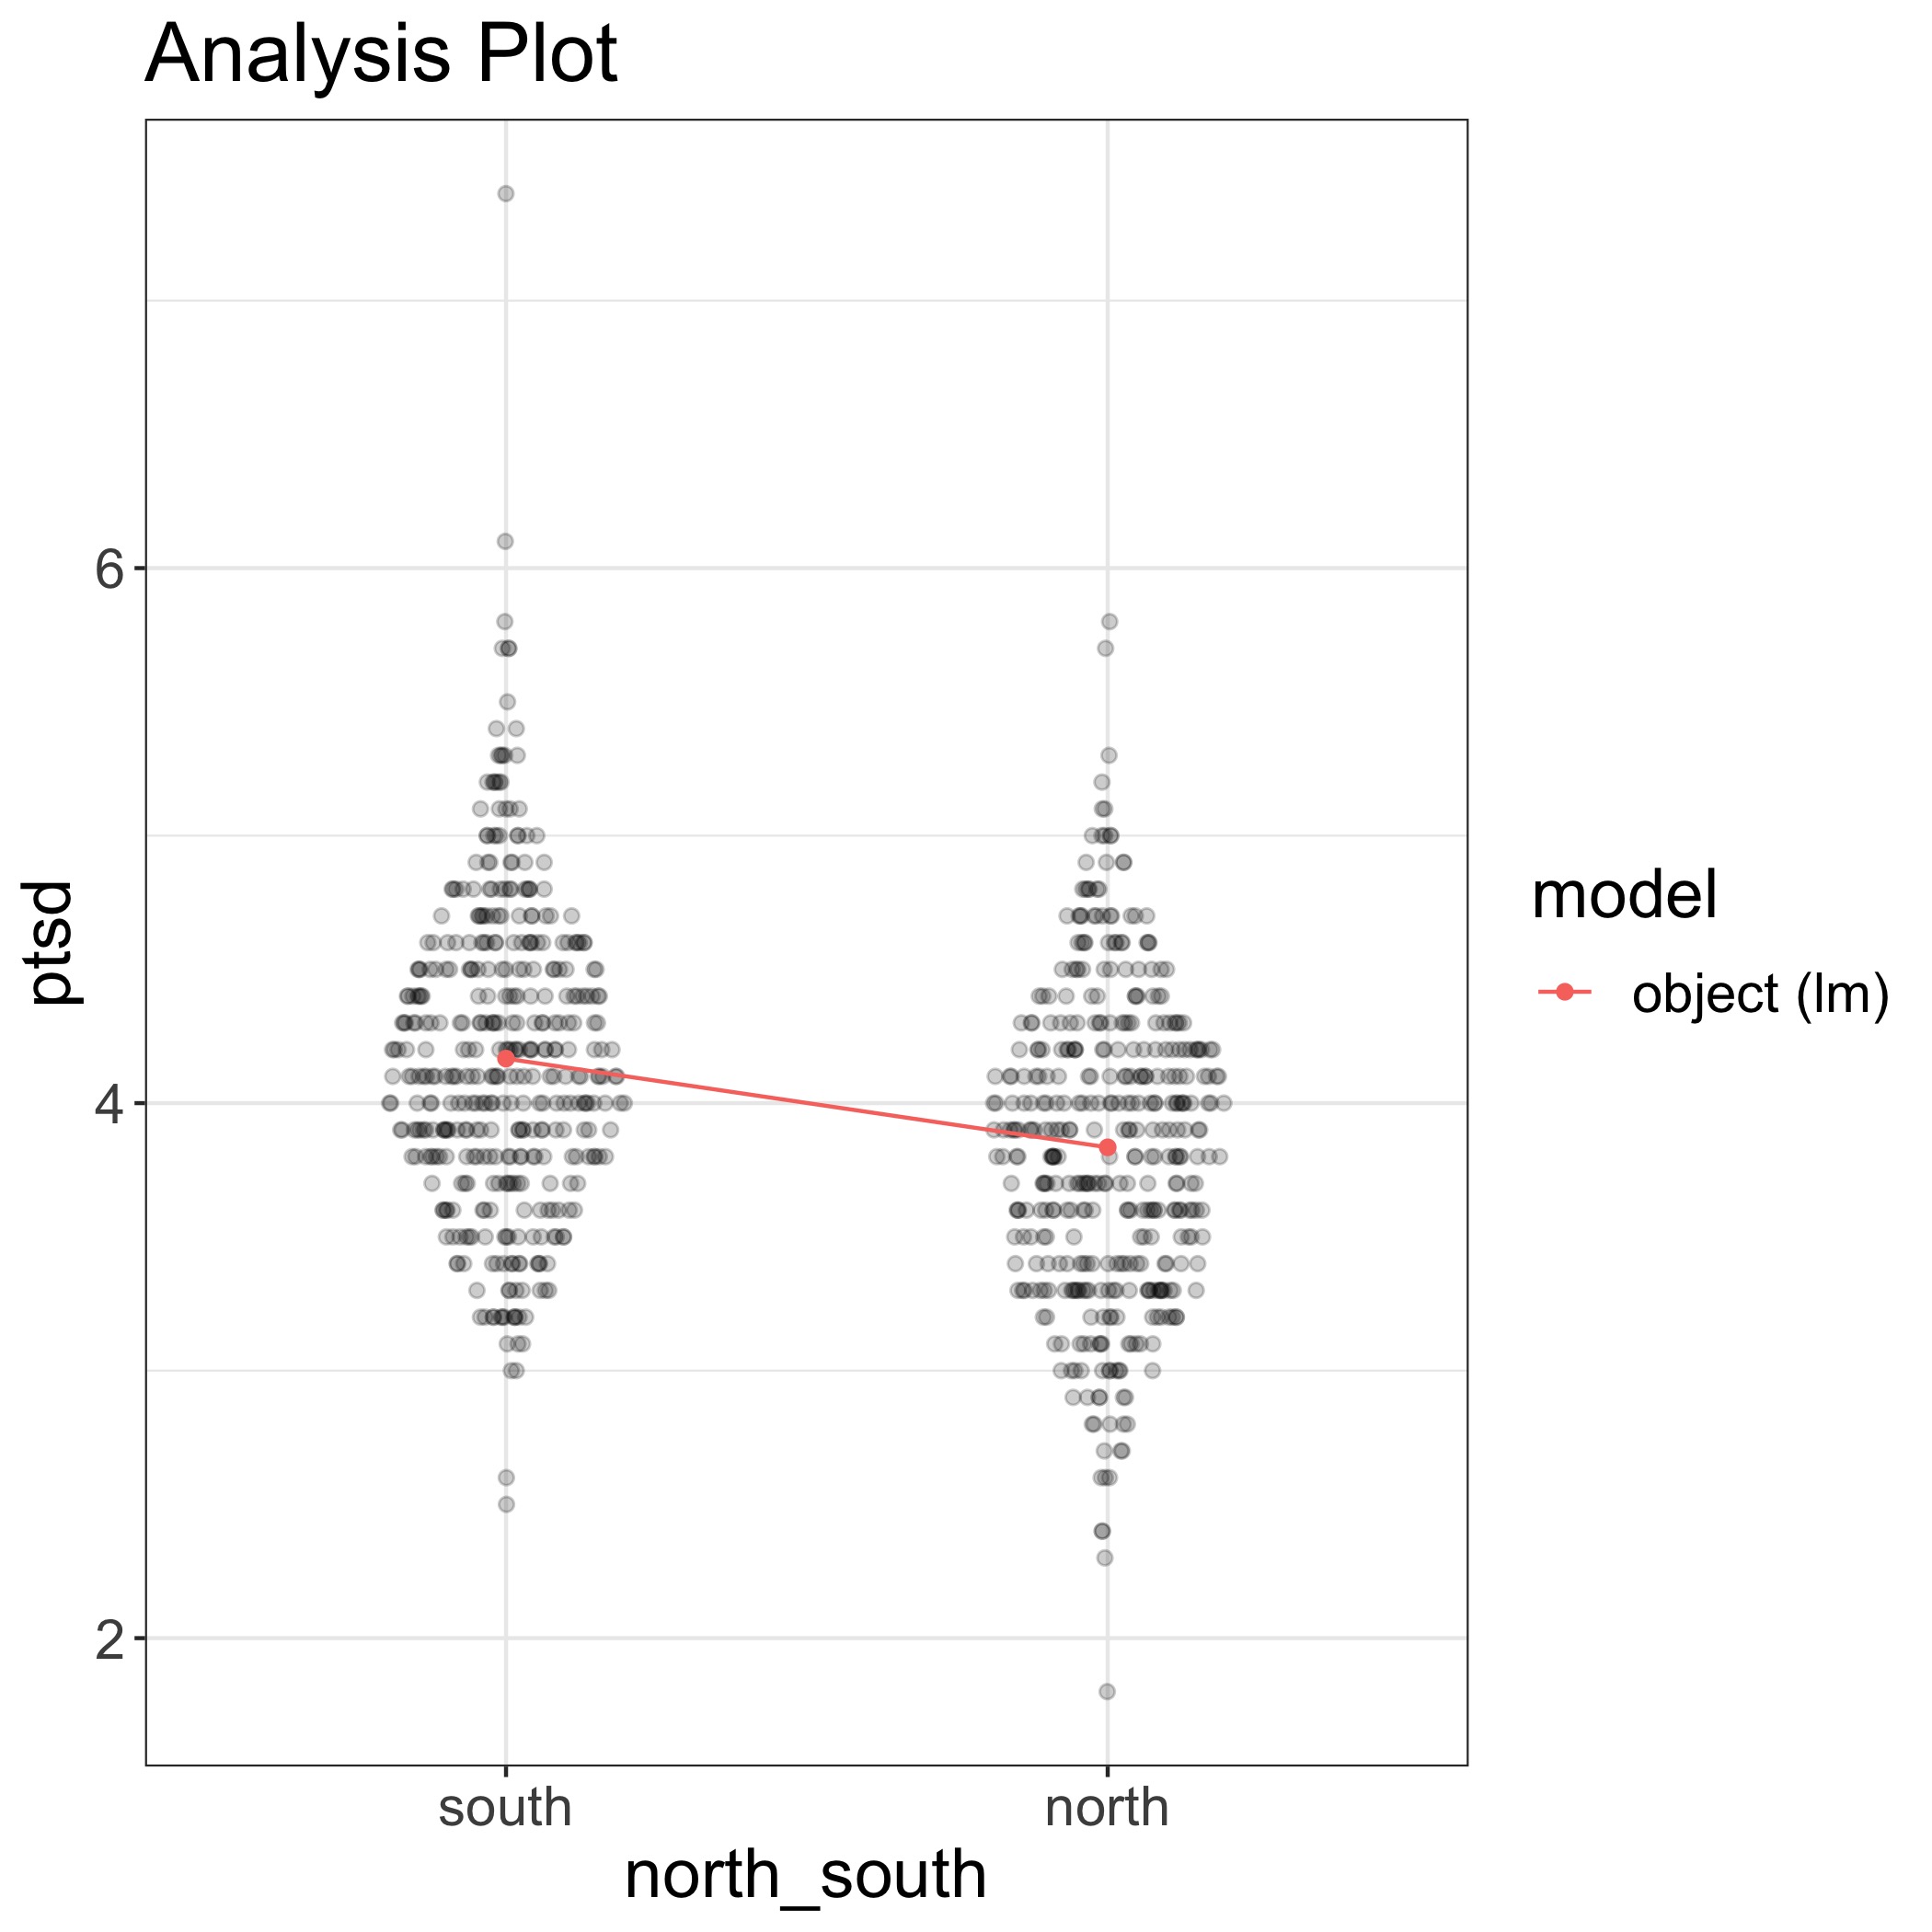 Analysis Plot
ptsd
6
4
2
south
north
north_south
model
object (lm)